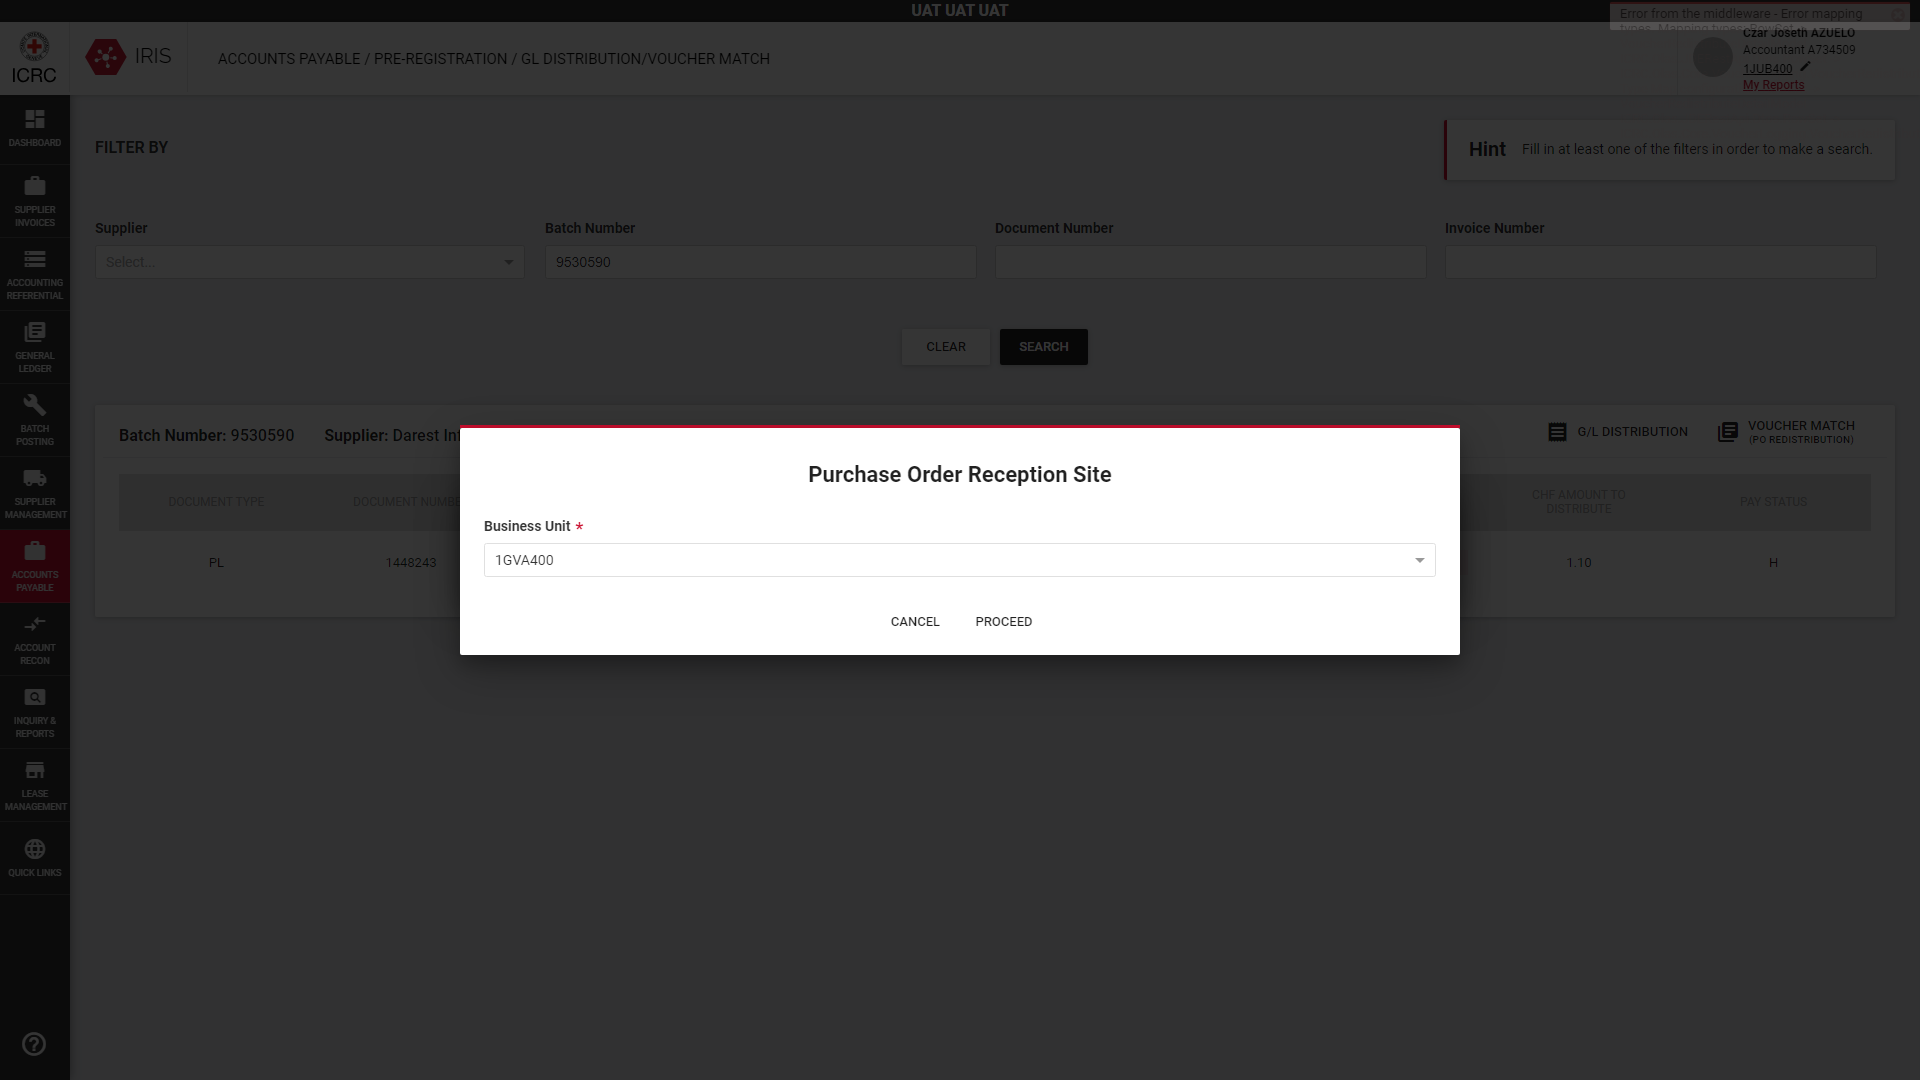 UAT UAT UAT
Error from the middleware - Error mapping
types. Mapping types: RowSet
ICRC
IRIS
ACCOUNTS PAYABLE / PRE-REGISTRATION / GL DISTRIBUTION/VOUCHER MATCH
Czar Joseth AZUELO
Accountant A734509
1JUB400
My Reports
DASHBOARD
SUPPLIER
INVOICES
ACCOUNTING
REFERENTIAL
GENERAL
LEDGER
BATCH
POSTING
SUPPLIER
MANAGEMENT
ACCOUNTS
PAYABLE
ACCOUNT
RECON
INQUIRY &
REPORTS
LEASE
MANAGEMENT
QUICK LINKS
FILTER BY
Hint Fill in at least one of the filters in order to make a search.
Supplier
Batch Number
Document Number
Invoice Number
Select...
9530590
CLEAR
SEARCH
Batch Number: 9530590
Supplier: Darest
G/L DISTRIBUTION
VOUCHER MATCH
(PO REDISTRIBUTION)
DOCUMENT TYPE
DOCUMENT
CHF AMOUNT TO
DISTRIBUTE
PAY STATUS
PL
1448243
1.10
H
Purchase Order Reception Site
Business Unit *
1GVA400
CANCEL
PROCEED